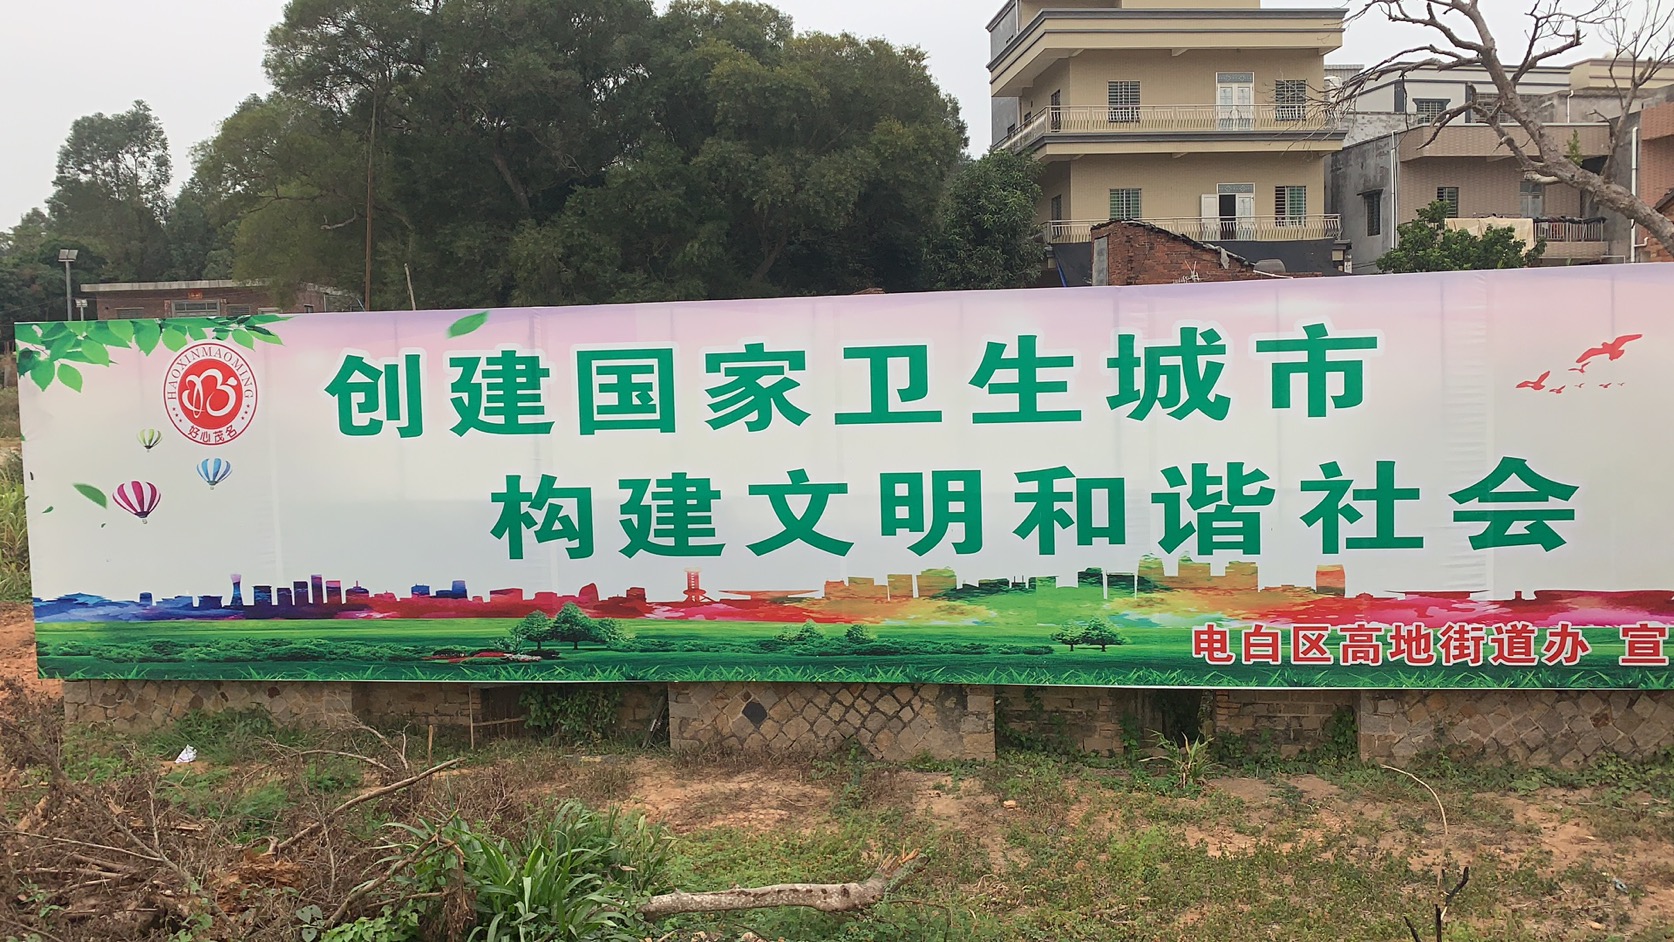 HAOXINMAOMING
好心茂名
创建国家卫生城市
构建文明和谐社会
电白区高地街道办 宣